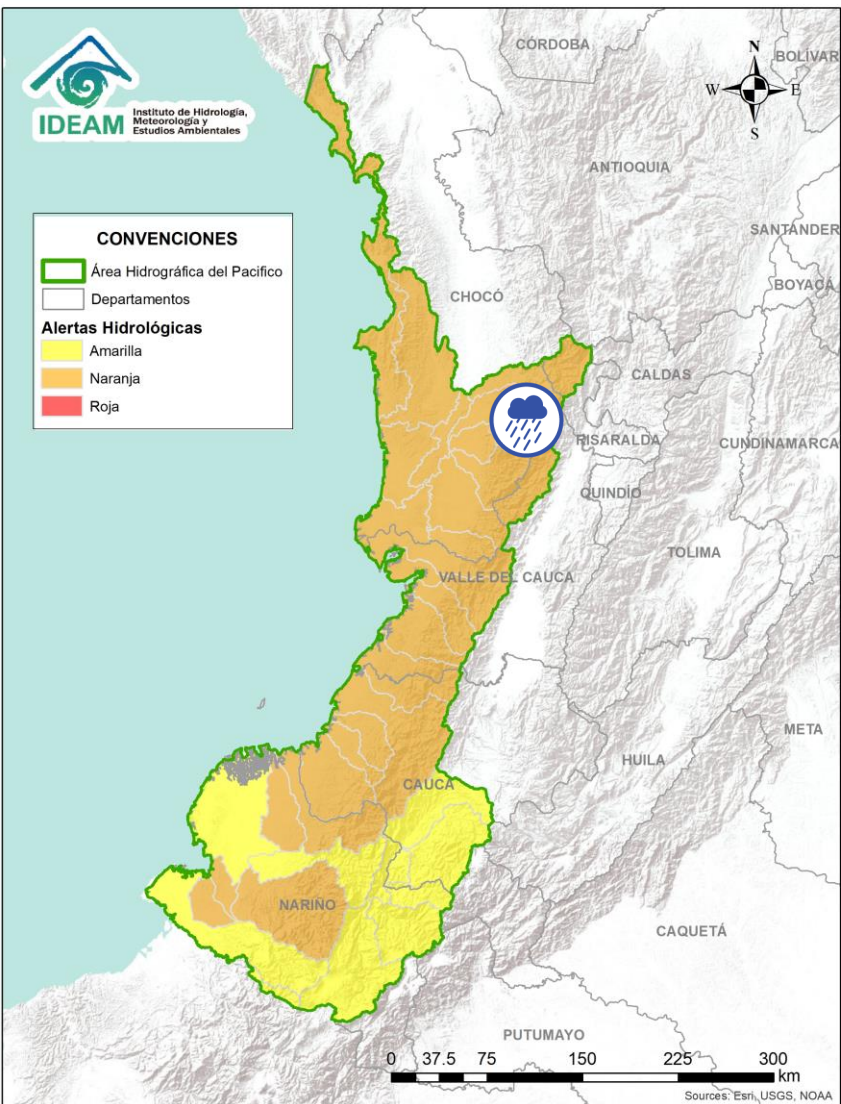 IDEAM
Instituto de Hidrología,
Meteorología y
Estudios Ambientales
N
W
E
S
CÓRDOBA
BOLÍVAR
ANTIOQUIA
SANTANDER
BOYACÁ
CHOCÓ
CALDAS
RISARALDA
CUNDINAMARCA
QUINDÍO
TOLIMA
VALLE DEL CAUCA
META
HUILA
CAUCA
NARIÑO
CAQUETÁ
PUTUMAYO
CONVENCIONES
Área Hidrográfica del Pacifico
Departamentos
Alertas Hidrológicas
Amarilla
Naranja
Roja
0 37.5 75 150 225 300
km
Sources: Esri, USGS, NOAA